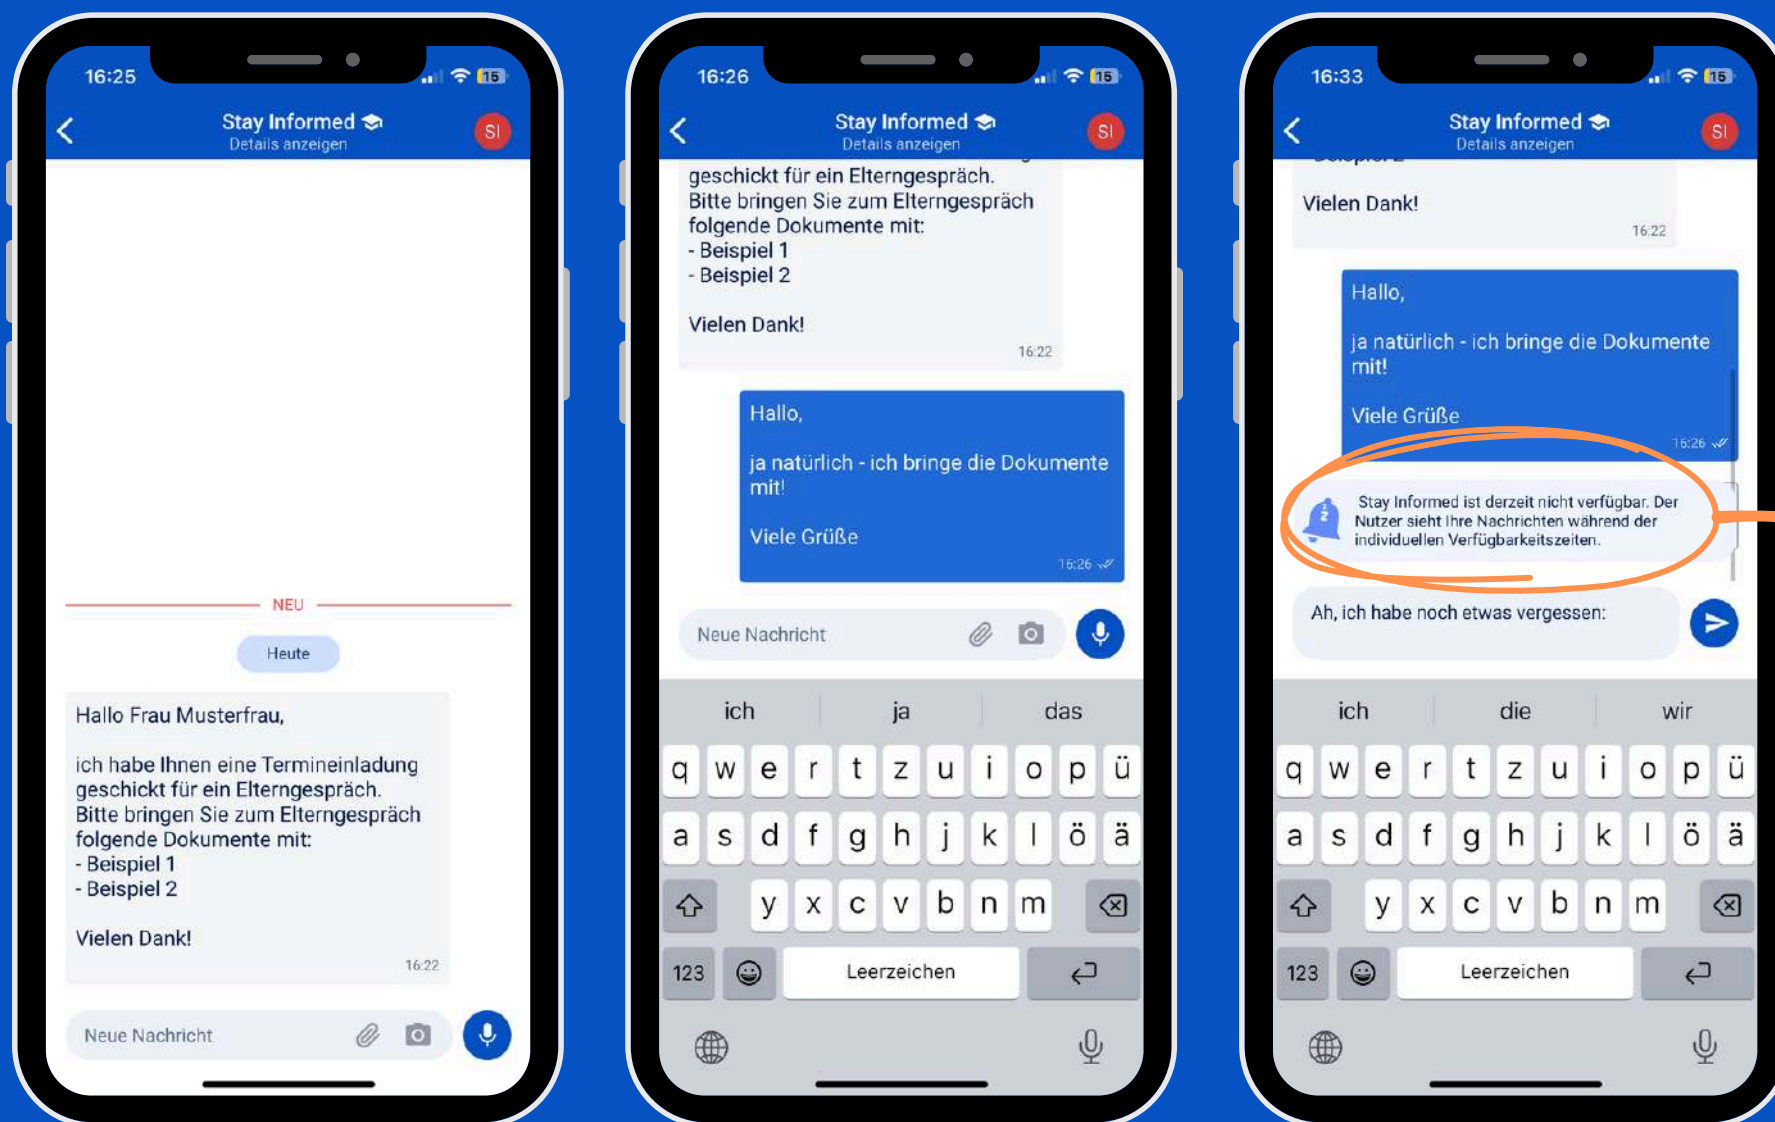 16:25
15
Stay Informed
Details anzeigen
SI
NEU
Heute
Hallo Frau Musterfrau,
ich habe Ihnen eine Termineinladung
geschickt für ein Elterngespräch.
Bitte bringen Sie zum Elterngespräch
folgende Dokumente mit:
- Beispiel 1
- Beispiel 2
Vielen Dank!
16:22
Neue Nachricht
16:26
15
Stay Informed
Details anzeigen
SI
geschickt für ein Elterngespräch.
Bitte bringen Sie zum Elterngespräch
folgende Dokumente mit:
- Beispiel 1
- Beispiel 2
Vielen Dank!
16:22
Hallo,
ja natürlich - ich bringe die Dokumente
mit!
Viele Grüße
16:26
Neue Nachricht
ich ja das
q w e r t z u i o p ü
a s d f g h j k l ö ä
y x c v b n m
123 Leerzeichen
16:33
15
Stay Informed
Details anzeigen
SI
- Beispiel 2
Vielen Dank!
16:22
Hallo,
ja natürlich - ich bringe die Dokumente
mit!
Viele Grüße
16:26
Stay Informed ist derzeit nicht verfügbar. Der
Nutzer sieht Ihre Nachrichten während der
individuellen Verfügbarkeitszeiten.
Ah, ich habe noch etwas vergessen:
ich die wir
q w e r t z u i o p ü
a s d f g h j k l ö ä
y x c v b n m
123 Leerzeichen